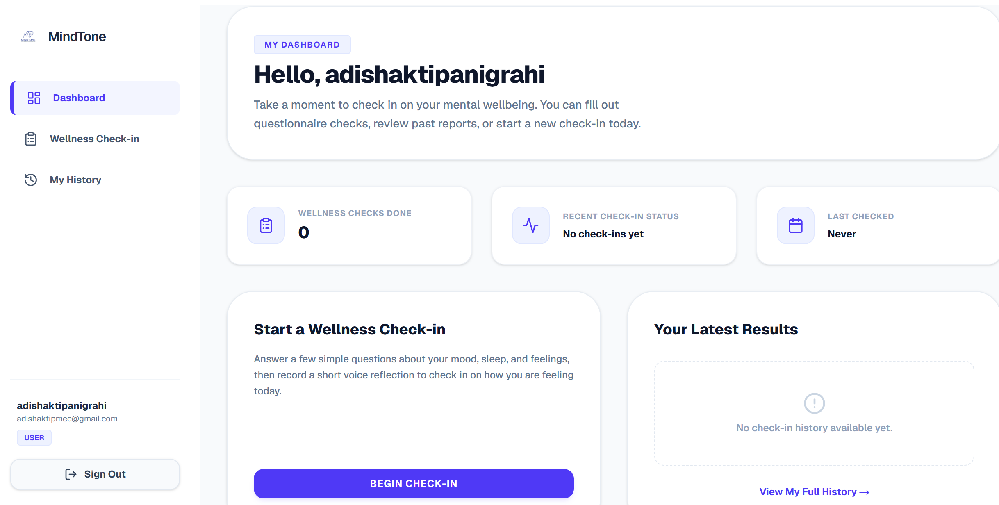 MINDTONE
MindTone
Dashboard
Wellness Check-in
My History
adishaktipanigrahi
adishaktipmec@gmail.com
USER
Sign Out
MY DASHBOARD
Hello, adishaktipanigrahi
Take a moment to check in on your mental wellbeing. You can fill out
questionnaire checks, review past reports, or start a new check-in today.
WELLNESS CHECKS DONE
0
RECENT CHECK-IN STATUS
No check-ins yet
LAST CHECKED
Never
Start a Wellness Check-in
Answer a few simple questions about your mood, sleep, and feelings,
then record a short voice reflection to check in on how you are feeling
today.
BEGIN CHECK-IN
Your Latest Results
No check-in history available yet.
View My Full History →